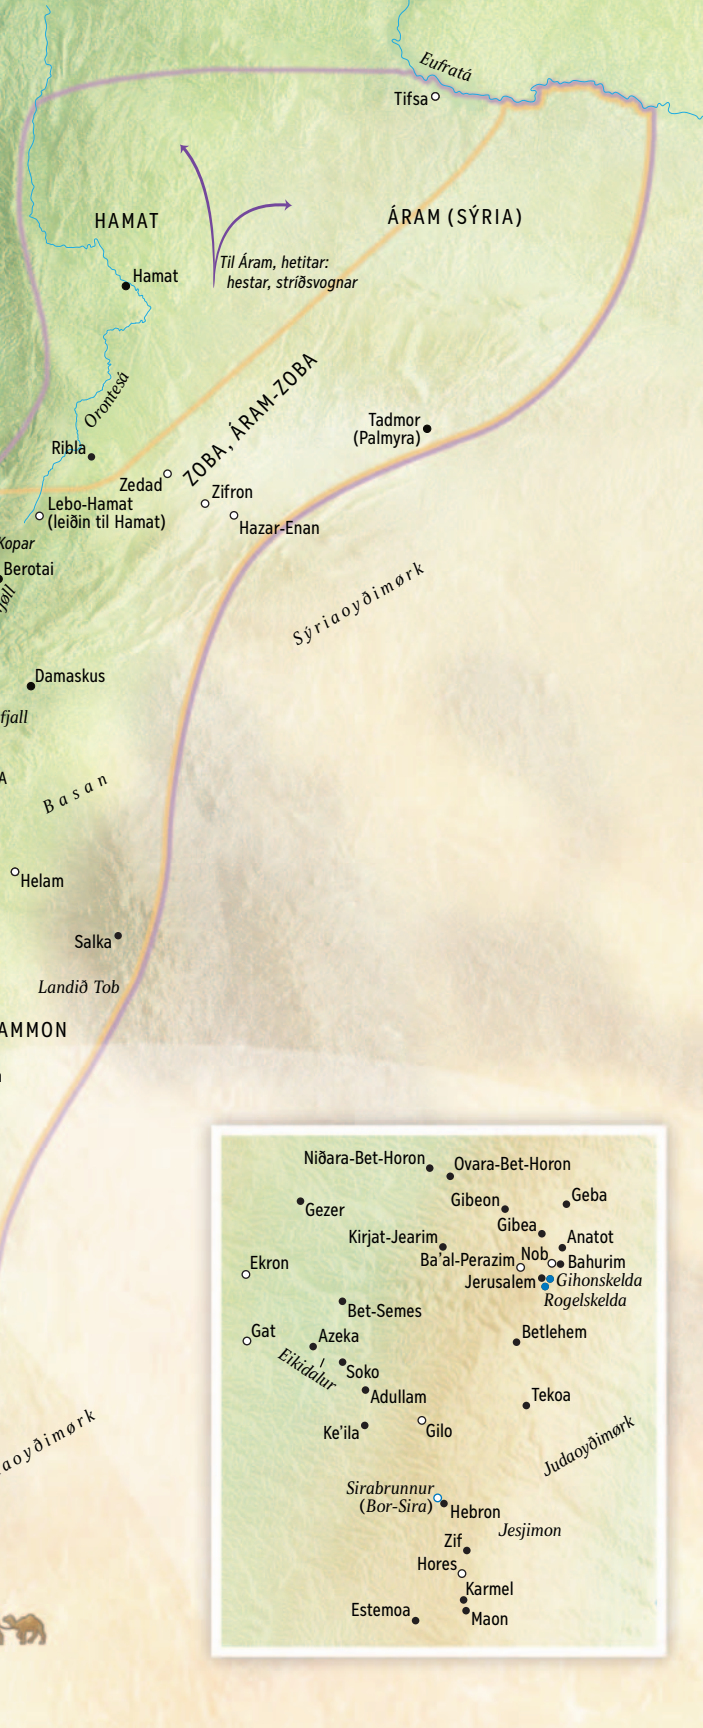 Eufratá
Tifsa
HAMAT
ÁRAM (SÝRIA)
Til Áram, hetitar:
hestar, stríðsvognar
Hamat
Orontesá
ZOBA, ÁRAM-ZOBA
Tadmor
(Palmyra)
Ribla
Zedad
Zifron
Lebo-Hamat
(leiðin til Hamat)
Hazar-Enan
Kopar
Berotai
Sýriaoyðimørk
Damaskus
fjall
Basan
Helam
Salka
Landið Tob
AMMON
Niðara-Bet-Horon
Ovara-Bet-Horon
Gezer
Gibeon
Geba
Gibea
Kirjat-Jearim
Anatot
Ba'al-Perazim
Nob
Bahurim
Ekron
Jerusalem
Gihonskelda
Rogelskelda
Bet-Semes
Gat
Azeka
Betlehem
Eikidalur
Soko
Adullam
Tekoa
Ke'ila
Gilo
Judaoyðimørk
aoyðimørk
Sirabrunnur
(Bor-Sira)
Hebron
Jesjimon
Zif
Hores
Karmel
Estemoa
Maon